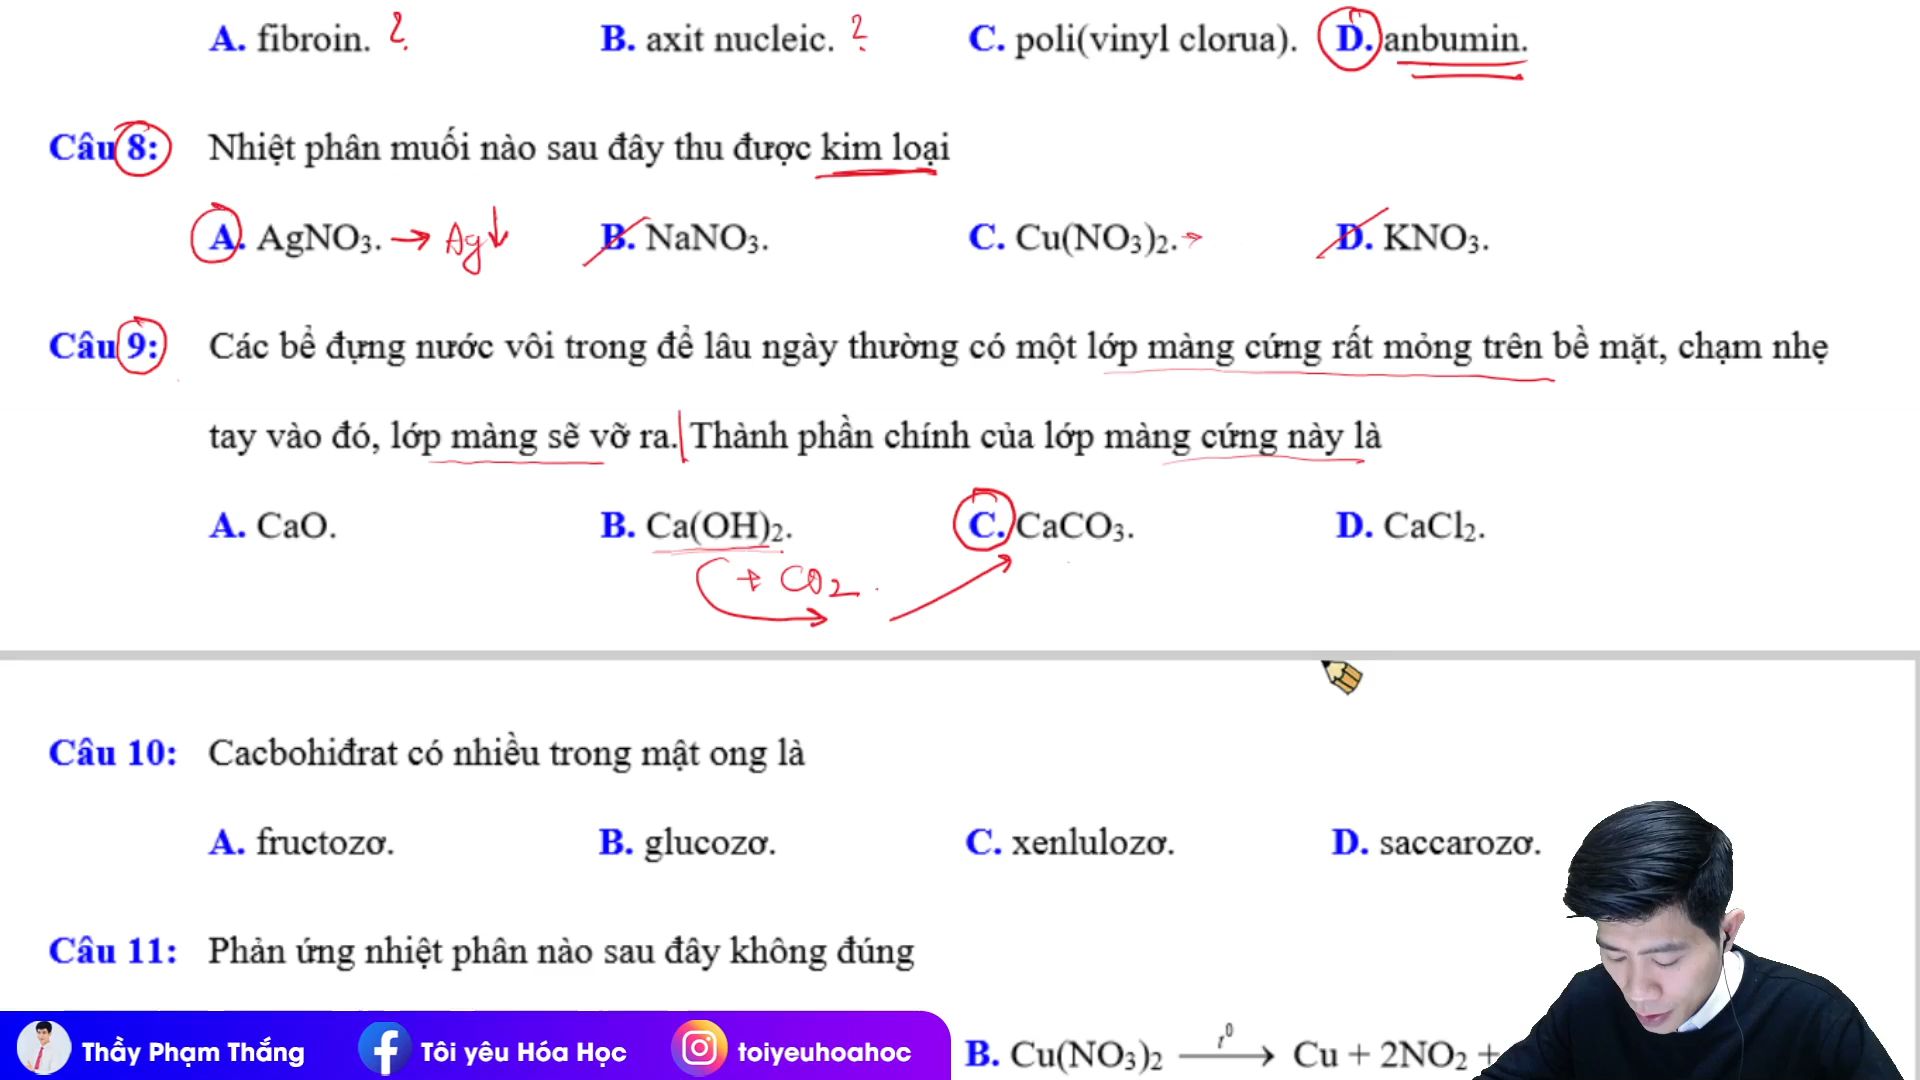 A. fibroin. ? B. axit nucleic. ? C. poli(vinyl clorua). D. anbumin.
Câu 8: Nhiệt phân muối nào sau đây thu được kim loại
A. AgNO₃. → Ag↓ B. NaNO₃. C. Cu(NO₃)₂. → D. KNO₃.
Câu 9: Các bể đựng nước vôi trong để lâu ngày thường có một lớp màng cứng rất mỏng trên bề mặt, chạm nhẹ
tay vào đó, lớp màng sẽ vỡ ra. Thành phần chính của lớp màng cứng này là
A. CaO. B. Ca(OH)₂. C. CaCO₃. D. CaCl₂.
+ CO₂
Câu 10: Cacbohiđrat có nhiều trong mật ong là
A. fructozơ. B. glucozơ. C. xenlulozơ. D. saccarozơ.
Câu 11: Phản ứng nhiệt phân nào sau đây không đúng
B. Cu(NO₃)₂ —t⁰→ Cu + 2NO₂ +
Thầy Phạm Thắng Tôi yêu Hóa Học toiyeuhoahoc